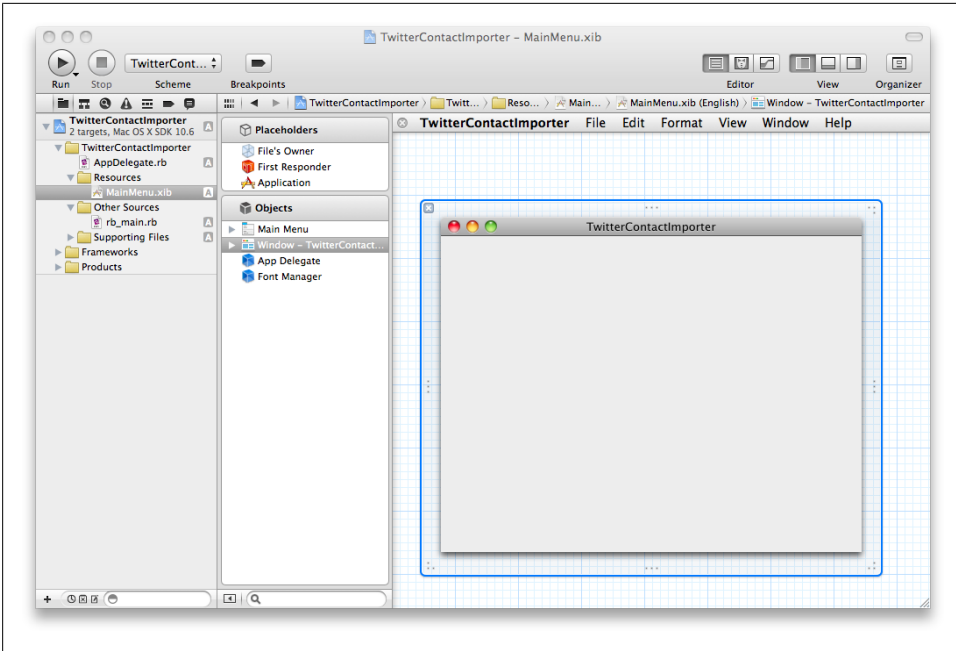 TwitterContactImporter – MainMenu.xib
TwitterCont...
Run Stop Scheme Breakpoints Editor View Organizer
TwitterContactImporter 〉 Twitt... 〉 Reso... 〉 Main... 〉 MainMenu.xib (English) 〉 Window – TwitterContactImporter
TwitterContactImporter
2 targets, Mac OS X SDK 10.6
TwitterContactImporter
AppDelegate.rb A
Resources
MainMenu.xib A
Other Sources
rb_main.rb A
Supporting Files A
Frameworks
Products
Placeholders
File's Owner
First Responder
Application
Objects
Main Menu
Window – TwitterContact...
App Delegate
Font Manager
TwitterContactImporter File Edit Format View Window Help
TwitterContactImporter